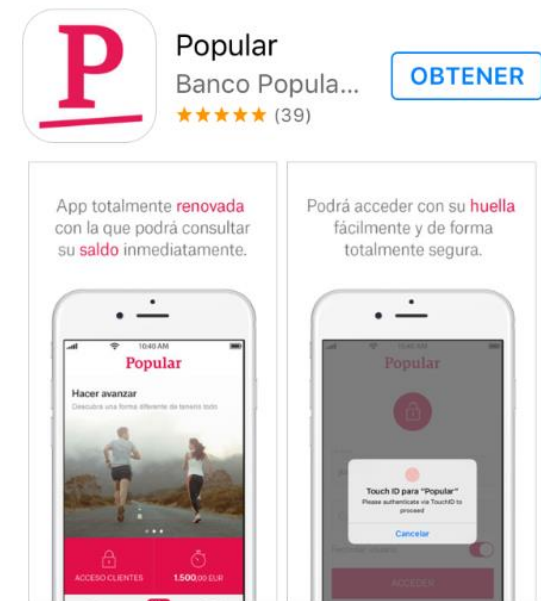 P
Popular
Banco Popula...
OBTENER
(39)
App totalmente renovada
con la que podrá consultar
su saldo inmediatamente.
10:40 AM
Popular
Hacer avanzar
Descubra una forma diferente de tenerlo todo
ACCESO CLIENTES
1.500,00 EUR
Podrá acceder con su huella
fácilmente y de forma
totalmente segura.
10:40 AM
Popular
Touch ID para "Popular"
Please authenticate via TouchID to
proceed
Cancelar
Recordar usuario
ACCEDER